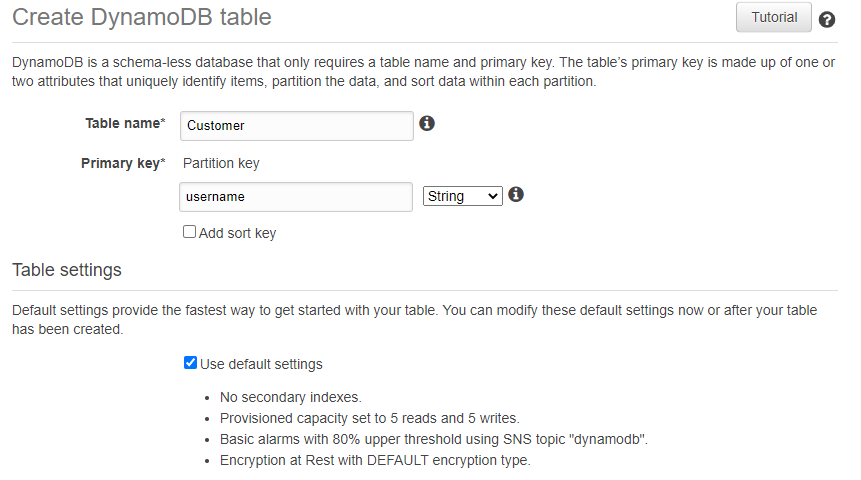 Create DynamoDB table
Tutorial
DynamoDB is a schema-less database that only requires a table name and primary key. The table's primary key is made up of one or
two attributes that uniquely identify items, partition the data, and sort data within each partition.
Table name* Customer
Primary key* Partition key
username String
Add sort key
Table settings
Default settings provide the fastest way to get started with your table. You can modify these default settings now or after your table
has been created.
Use default settings
• No secondary indexes.
• Provisioned capacity set to 5 reads and 5 writes.
• Basic alarms with 80% upper threshold using SNS topic "dynamodb".
• Encryption at Rest with DEFAULT encryption type.